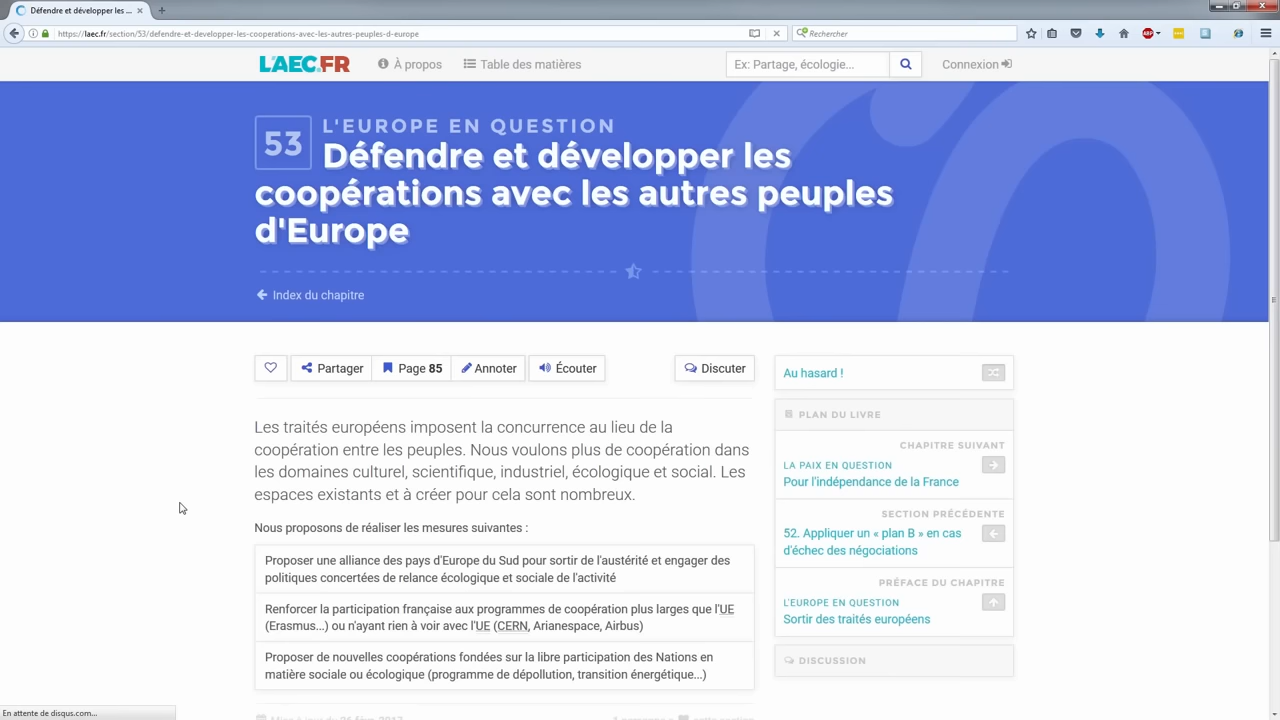 Défendre et développer les ...
https://laec.fr/section/53/defendre-et-developper-les-cooperations-avec-les-autres-peuples-d-europe
Rechercher
L'AEC.FR
À propos
Table des matières
Ex: Partage, écologie...
Connexion
53
L'EUROPE EN QUESTION
Défendre et développer les
coopérations avec les autres peuples
d'Europe
Index du chapitre
Partager
Page 85
Annoter
Écouter
Discuter
Les traités européens imposent la concurrence au lieu de la
coopération entre les peuples. Nous voulons plus de coopération dans
les domaines culturel, scientifique, industriel, écologique et social. Les
espaces existants et à créer pour cela sont nombreux.
Nous proposons de réaliser les mesures suivantes :
Proposer une alliance des pays d'Europe du Sud pour sortir de l'austérité et engager des
politiques concertées de relance écologique et sociale de l'activité
Renforcer la participation française aux programmes de coopération plus larges que l'UE
(Erasmus...) ou n'ayant rien à voir avec l'UE (CERN, Arianespace, Airbus)
Proposer de nouvelles coopérations fondées sur la libre participation des Nations en
matière sociale ou écologique (programme de dépollution, transition énergétique...)
Au hasard !
PLAN DU LIVRE
CHAPITRE SUIVANT
LA PAIX EN QUESTION
Pour l'indépendance de la France
SECTION PRÉCÉDENTE
52. Appliquer un « plan B » en cas
d'échec des négociations
PRÉFACE DU CHAPITRE
L'EUROPE EN QUESTION
Sortir des traités européens
DISCUSSION
En attente de disqus.com...